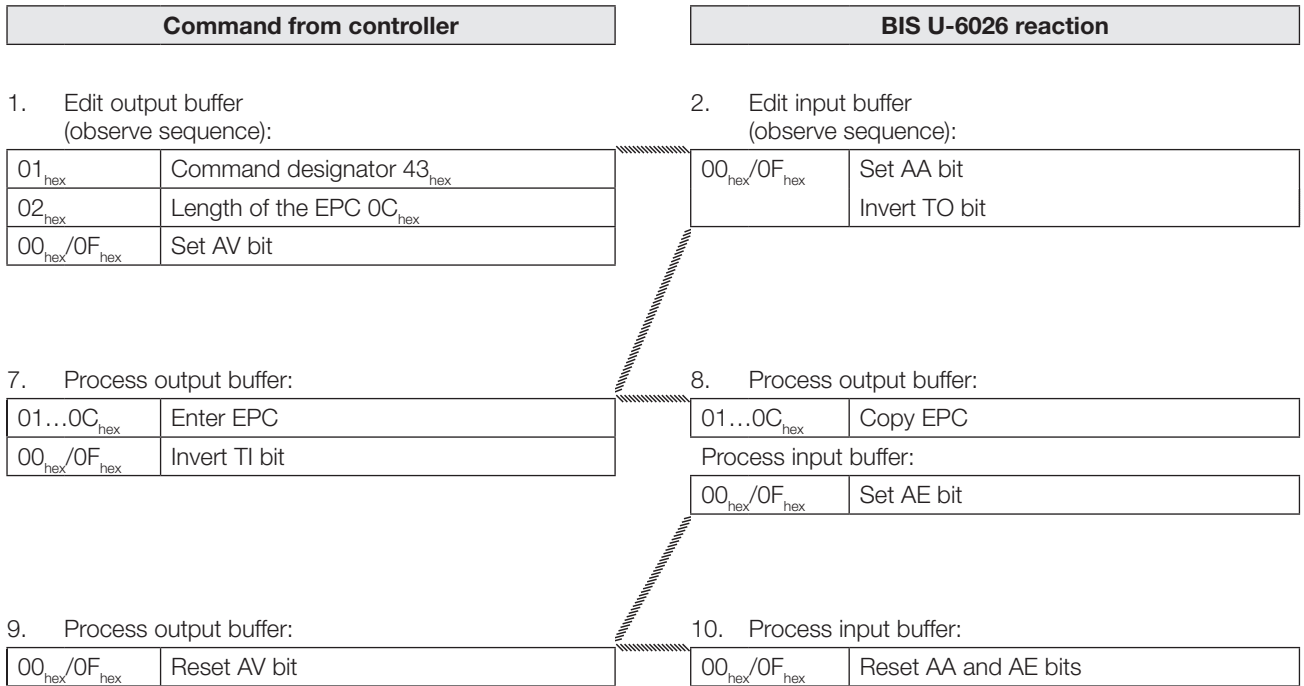 Command from controller
BIS U-6026 reaction
1. Edit output buffer
(observe sequence):
01hex Command designator 43hex
02hex Length of the EPC 0Chex
00hex/0Fhex Set AV bit
2. Edit input buffer
(observe sequence):
00hex/0Fhex Set AA bit
Invert TO bit
7. Process output buffer:
01…0Chex Enter EPC
00hex/0Fhex Invert TI bit
8. Process output buffer:
01…0Chex Copy EPC
Process input buffer:
00hex/0Fhex Set AE bit
9. Process output buffer:
00hex/0Fhex Reset AV bit
10. Process input buffer:
00hex/0Fhex Reset AA and AE bits